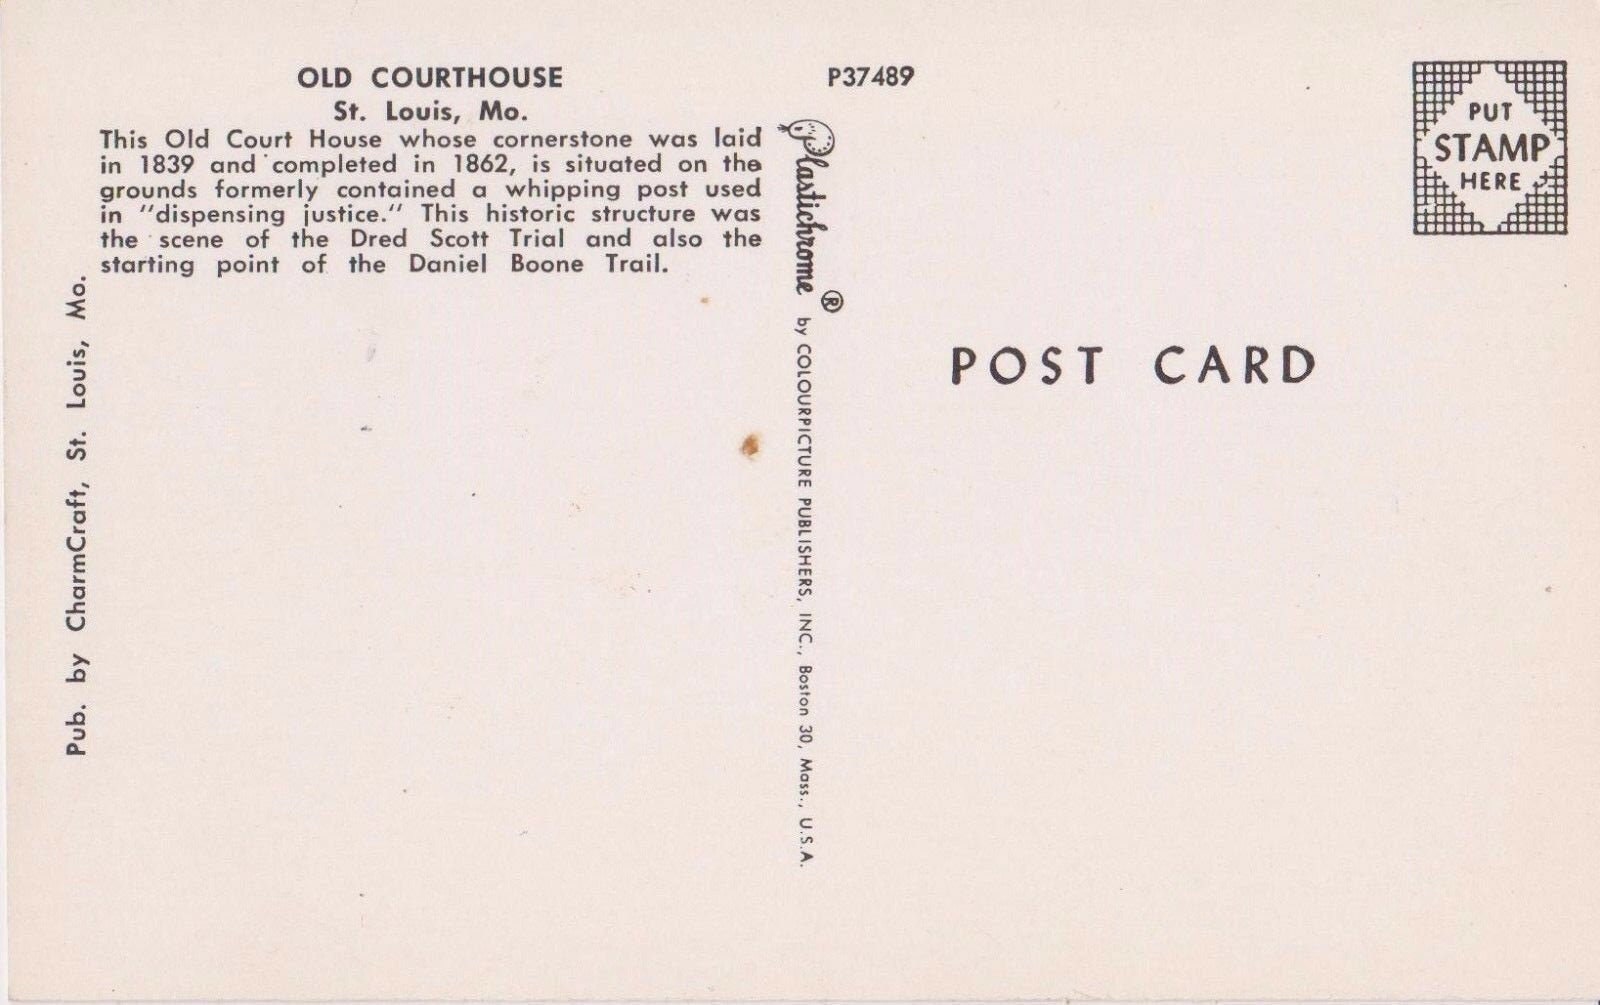 OLD COURTHOUSE
St. Louis, Mo.
This Old Court House whose cornerstone was laid
in 1839 and completed in 1862, is situated on the
grounds formerly contained a whipping post used
in "dispensing justice." This historic structure was
the scene of the Dred Scott Trial and also the
starting point of the Daniel Boone Trail.
Pub. by CharmCraft, St. Louis, Mo.
P37489
Plastichrome ®
by COLOURPICTURE PUBLISHERS, INC., Boston 30, Mass., U.S.A.
PUT
STAMP
HERE
POST CARD